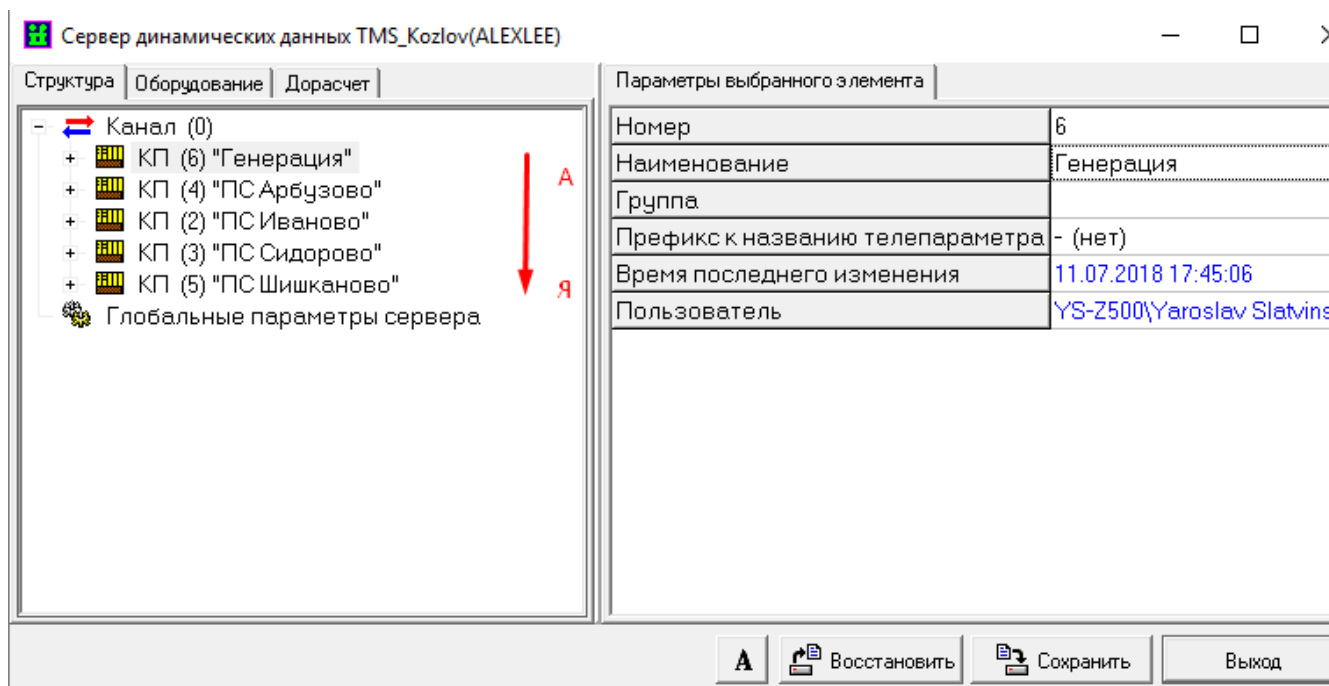 Сервер динамических данных TMS_Kozlov(ALEXLEE)
Структура Оборудование Дорасчет
Параметры выбранного элемента
Канал (0)
КП (6) "Генерация"
КП (4) "ПС Арбузово"
КП (2) "ПС Иваново"
КП (3) "ПС Сидорово"
КП (5) "ПС Шишканово"
Глобальные параметры сервера
А
Я
Номер 6
Наименование Генерация
Группа
Префикс к названию телепараметра - (нет)
Время последнего изменения 11.07.2018 17:45:06
Пользователь YS-Z500\Yaroslav Slatvins
A Восстановить Сохранить Выход